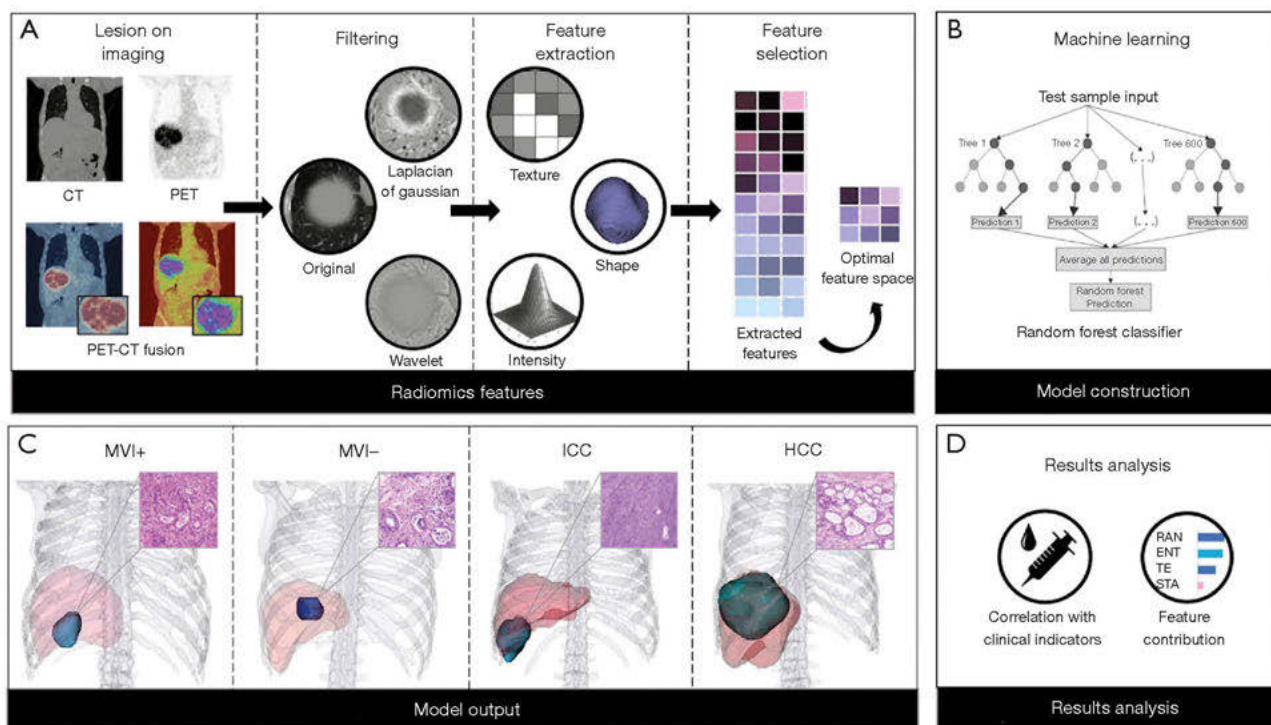 A
Lesion on
imaging
CT
PET
PET-CT fusion
Filtering
Laplacian
of gaussian
Original
Wavelet
Feature
extraction
Texture
Shape
Intensity
Feature
selection
Extracted
features
Optimal
feature space
Radiomics features
B
Machine learning
Test sample input
Tree 1
Tree 2
(. . .)
Tree 600
Prediction 1
Prediction 2
(. . .)
Prediction 600
Average all predictions
Random forest
Prediction
Random forest classifier
Model construction
C
MVI+
MVI–
ICC
HCC
Model output
D
Results analysis
RAN
ENT
TE
STA
Correlation with
clinical indicators
Feature
contribution
Results analysis